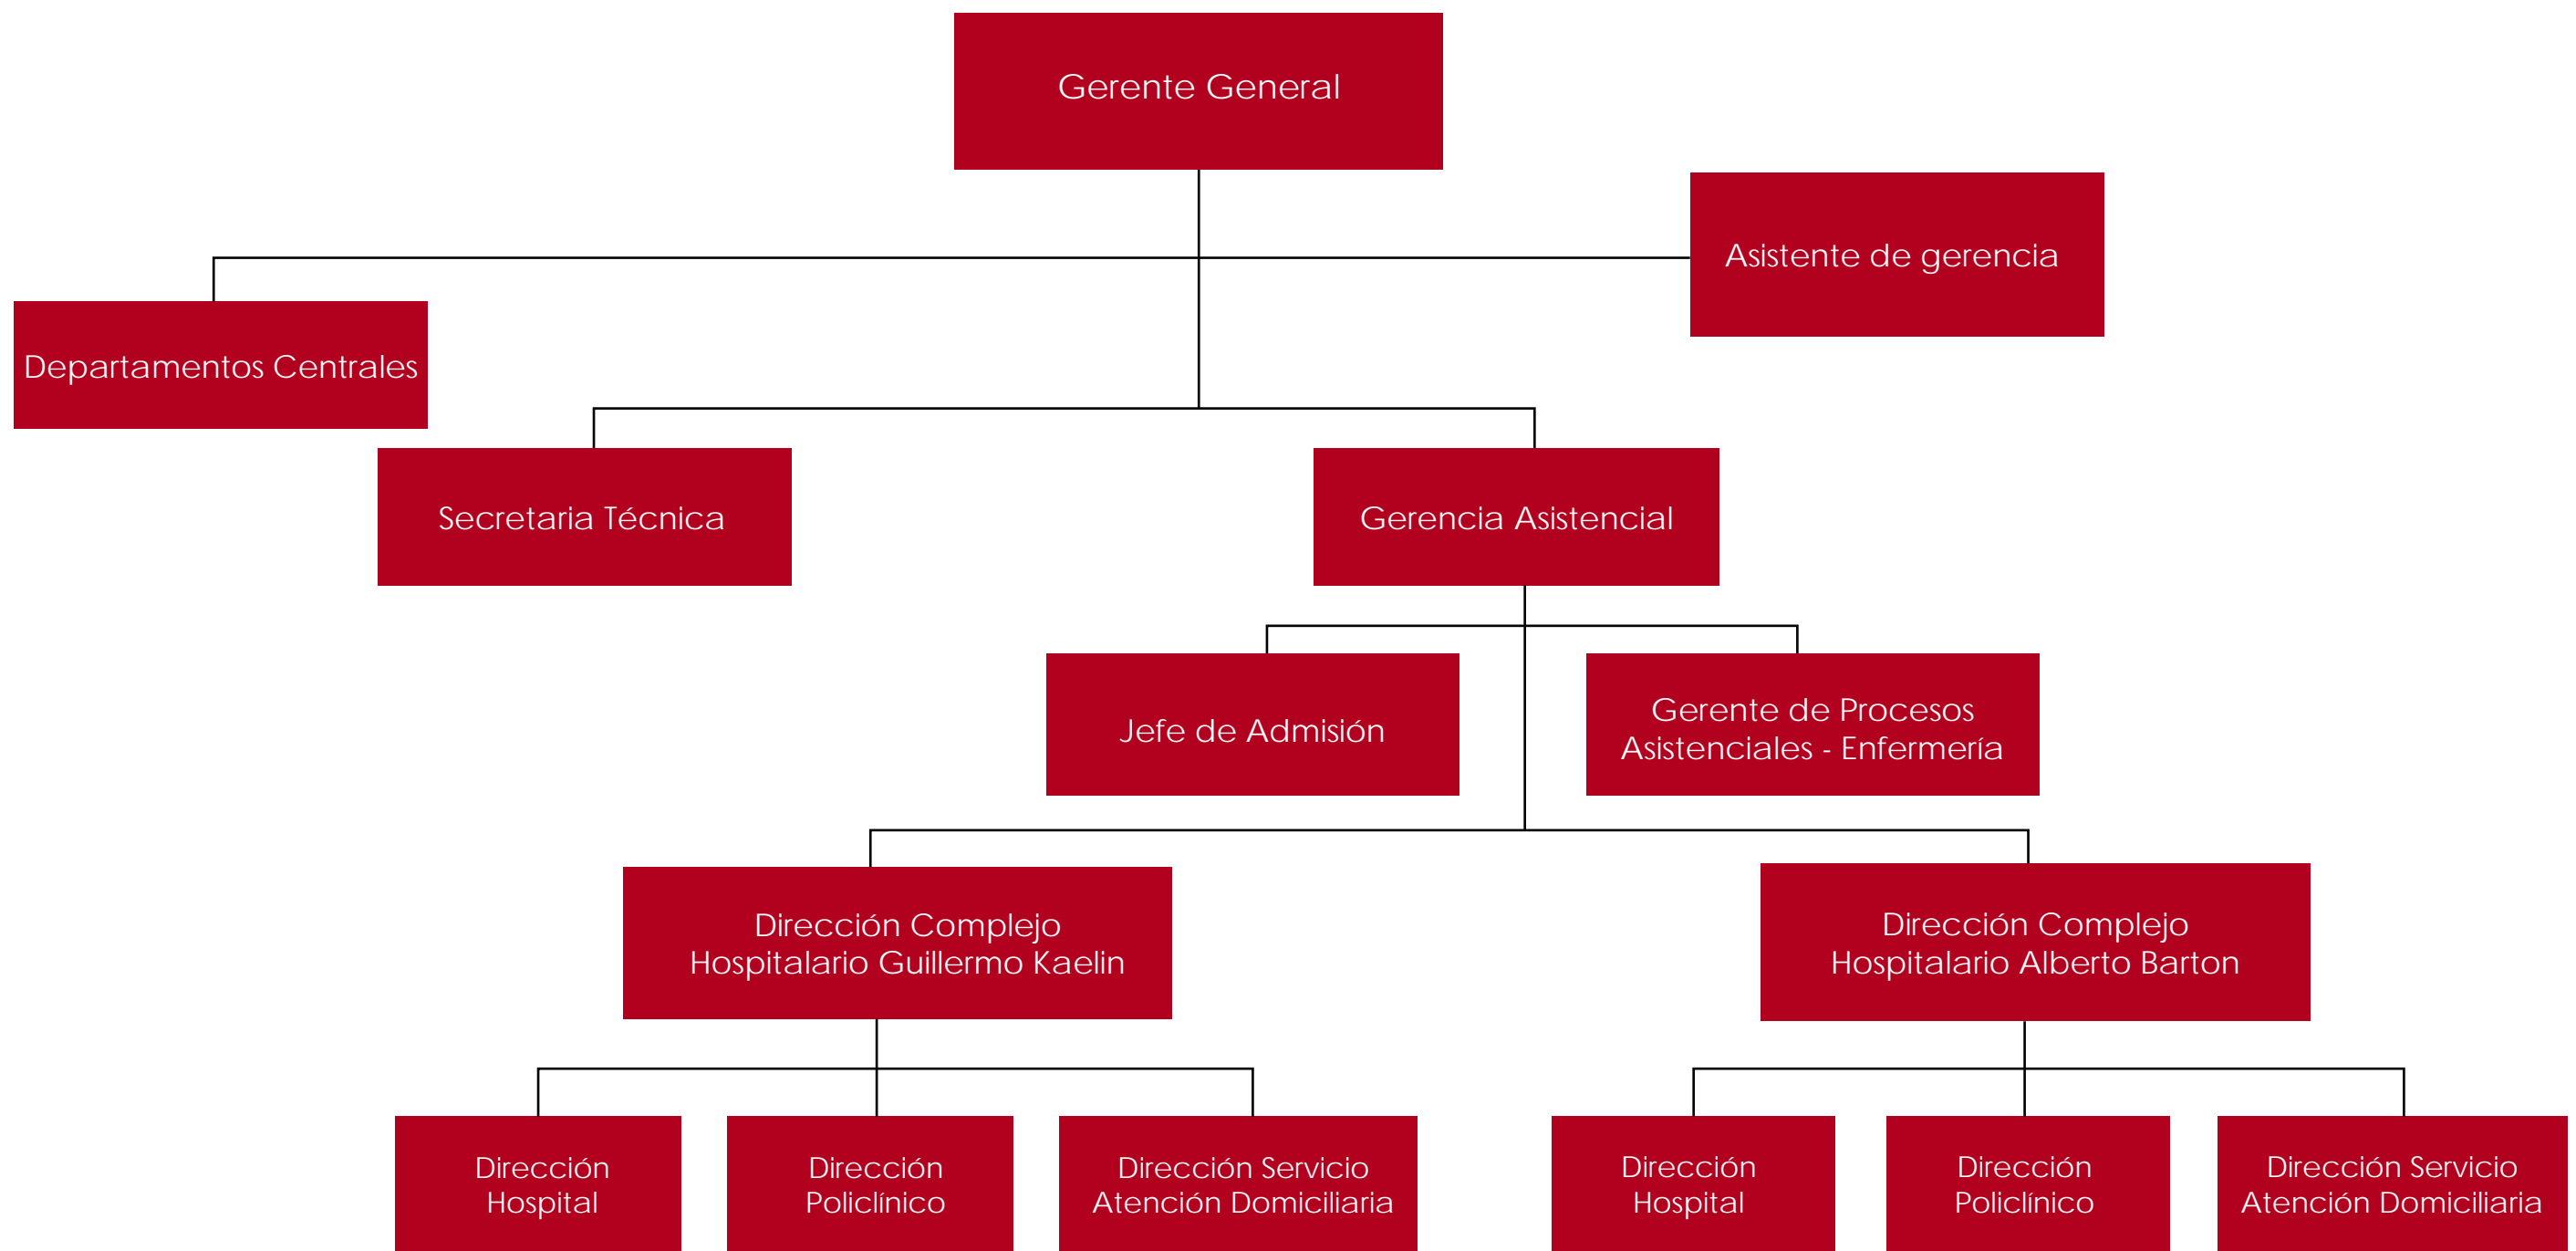 Gerente General
Asistente de gerencia
Departamentos Centrales
Secretaria Técnica
Gerencia Asistencial
Jefe de Admisión
Gerente de Procesos
Asistenciales - Enfermería
Dirección Complejo
Hospitalario Guillermo Kaelin
Dirección Complejo
Hospitalario Alberto Barton
Dirección
Hospital
Dirección
Policlínico
Dirección Servicio
Atención Domiciliaria
Dirección
Hospital
Dirección
Policlínico
Dirección Servicio
Atención Domiciliaria